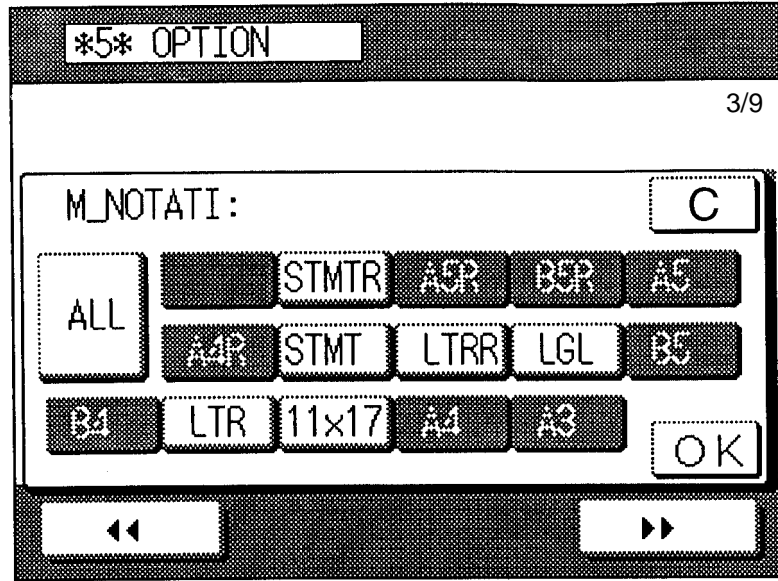 *5* OPTION
3/9
M_NOTATI: C
ALL STMTR A5R B5R A5
A4R STMT LTRR LGL B5
B4 LTR 11x17 A4 A3 OK